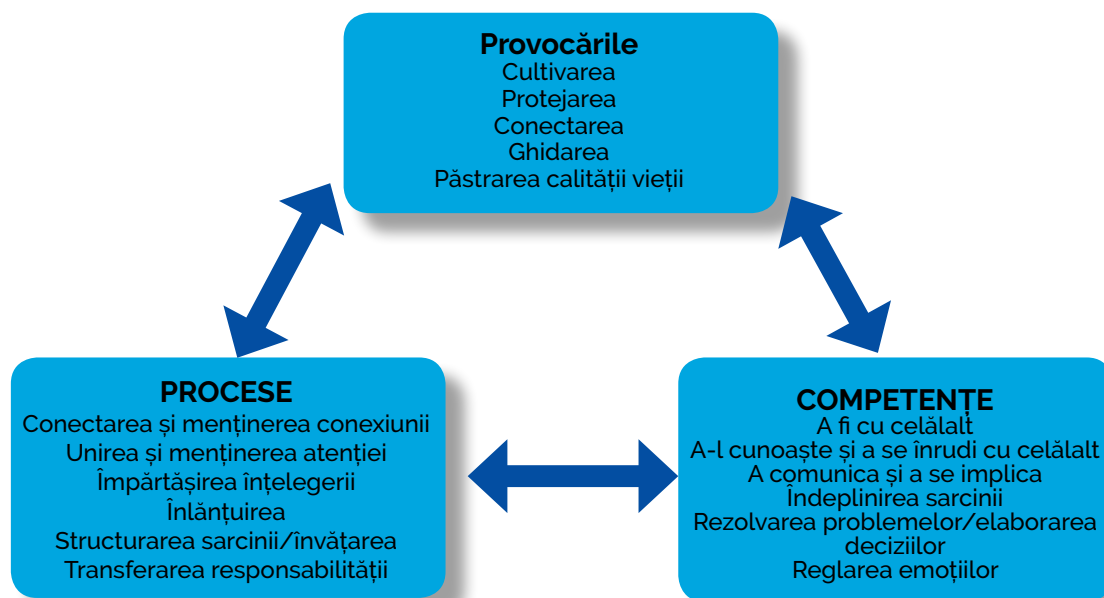 Provocările
Cultivarea
Protejarea
Conectarea
Ghidarea
Păstrarea calității vieții
PROCESE
Conectarea și menținerea conexiunii
Unirea și menținerea atenției
Împărtășirea înțelegerii
Înlănțuirea
Structurarea sarcinii/învățarea
Transferarea responsabilității
COMPETENȚE
A fi cu celălalt
A-l cunoaște și a se înrudi cu celălalt
A comunica și a se implica
Îndeplinirea sarcinii
Rezolvarea problemelor/elaborarea
deciziilor
Reglarea emoțiilor